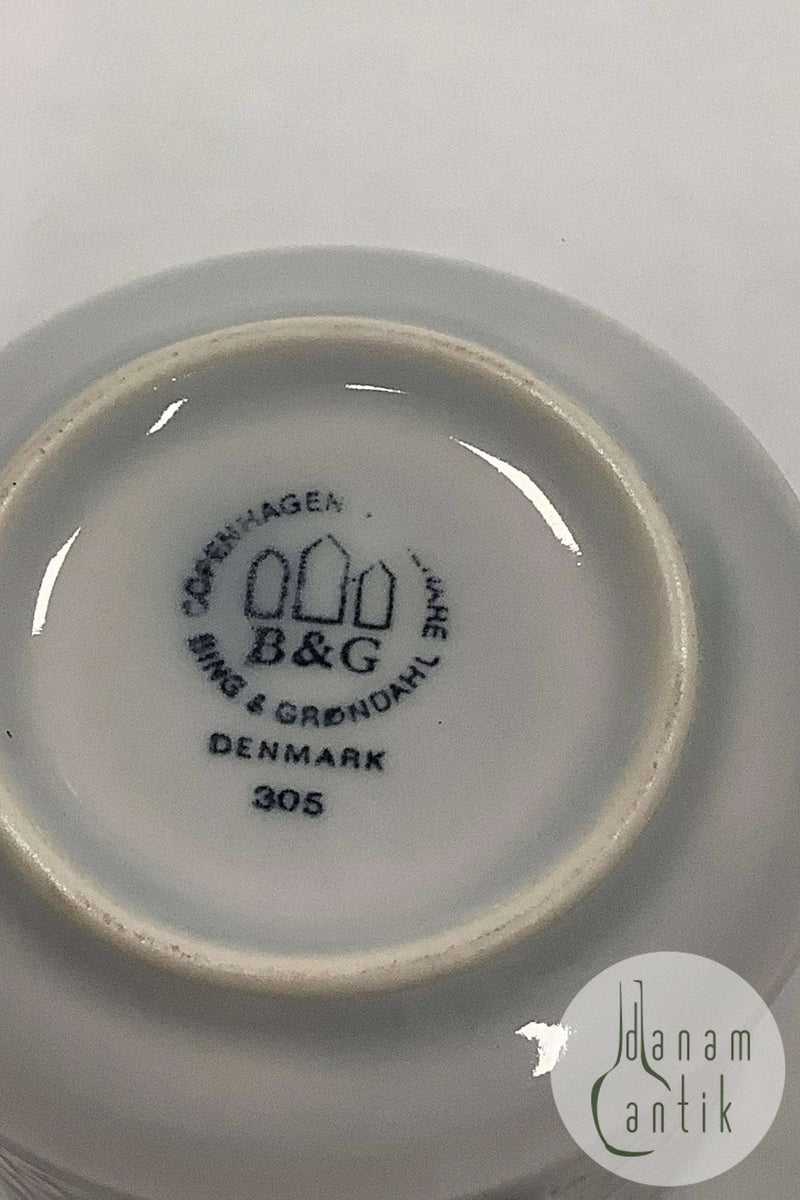 COPENHAGEN
B&G
BING & GRØNDAHL
DENMARK
305
danam
antik